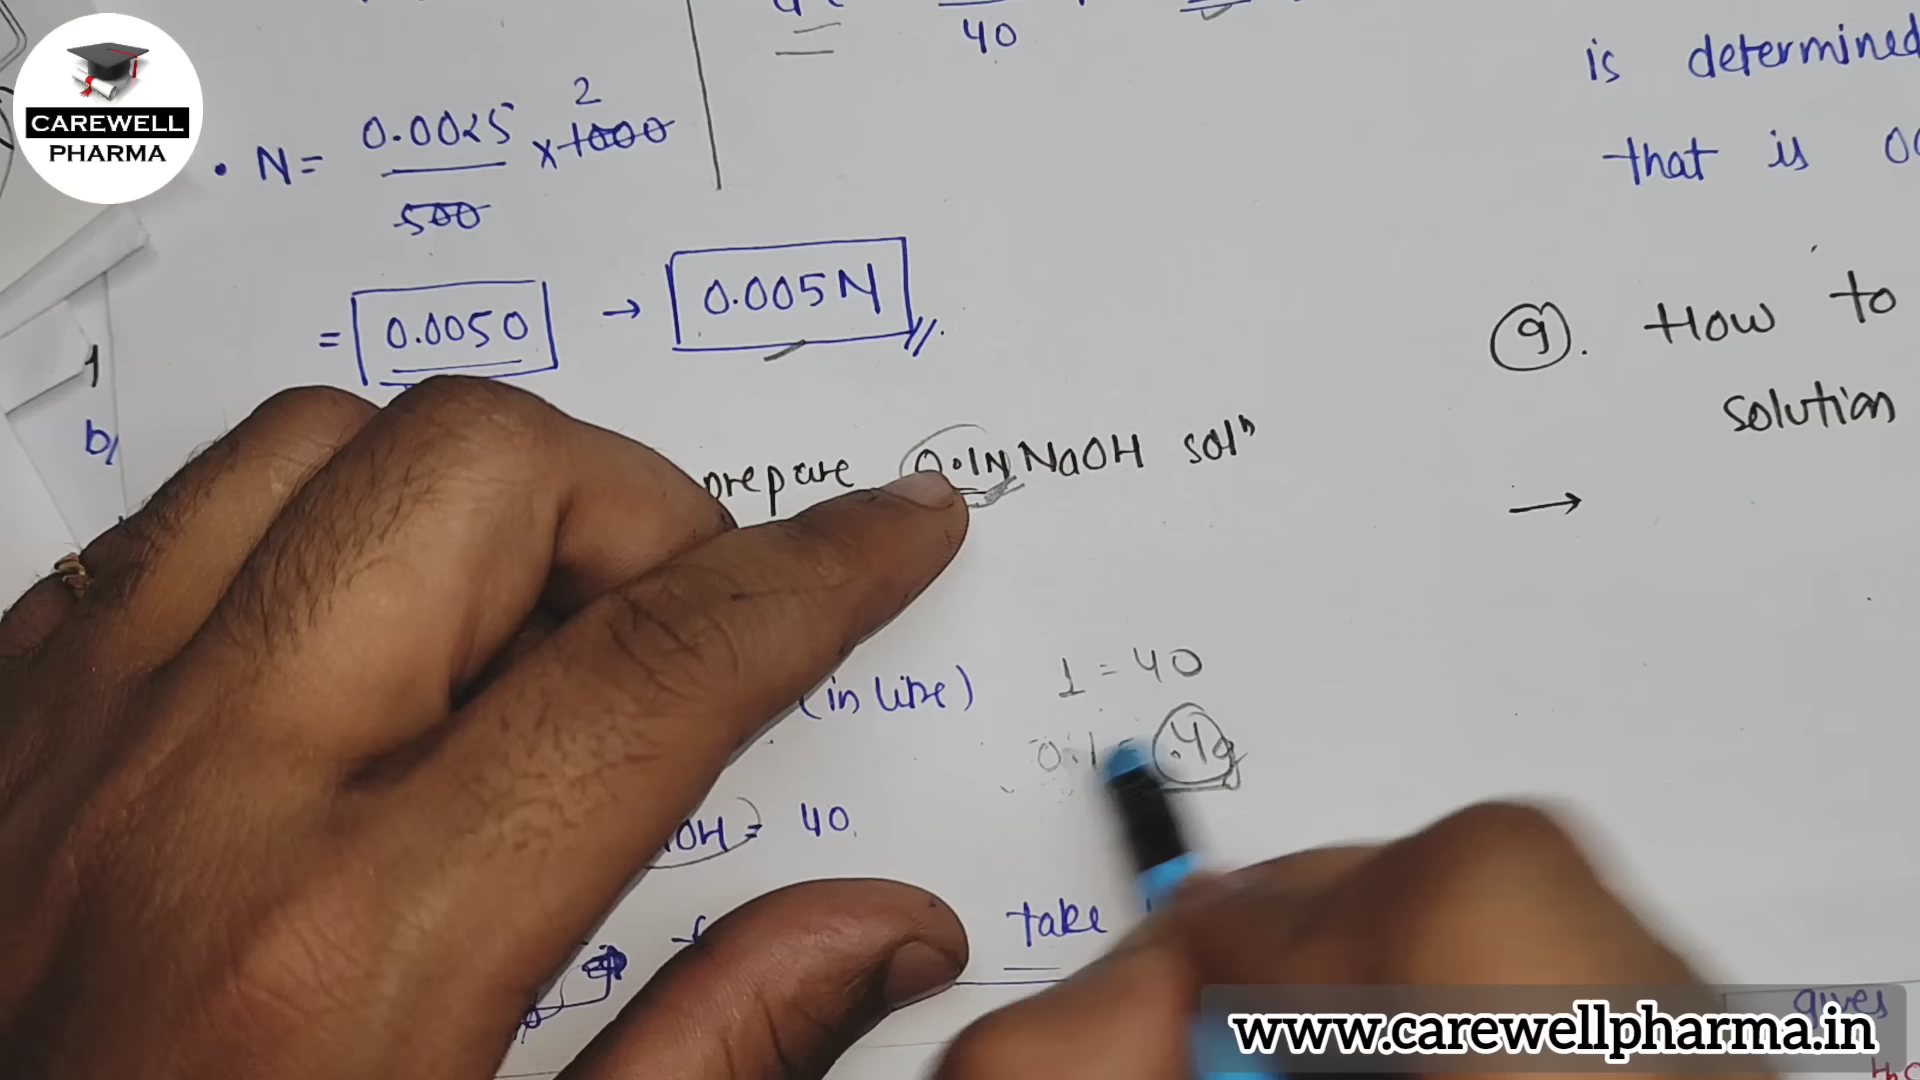 CAREWELL
PHARMA
40
• N = 0.0025 / 500 × 1000 2
= 0.0050 → 0.005N
prepare 0.1N NaOH solⁿ
(in litre)
1 = 40
0.1 = .4g
OH = 40
take
is determined
that is
9. How to
solution
→
gives
www.carewellpharma.in